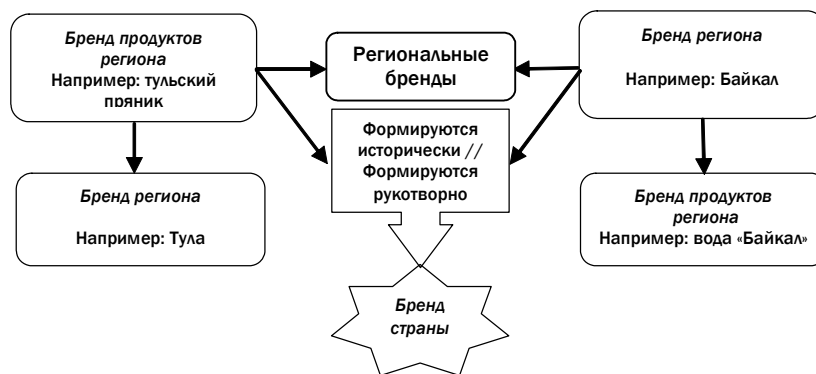 Бренд продуктов
региона
Например: тульский
пряник
Региональные
бренды
Бренд региона
Например: Байкал
Формируются
исторически //
Формируются
рукотворно
Бренд региона
Например: Тула
Бренд продуктов
региона
Например: вода «Байкал»
Бренд
страны